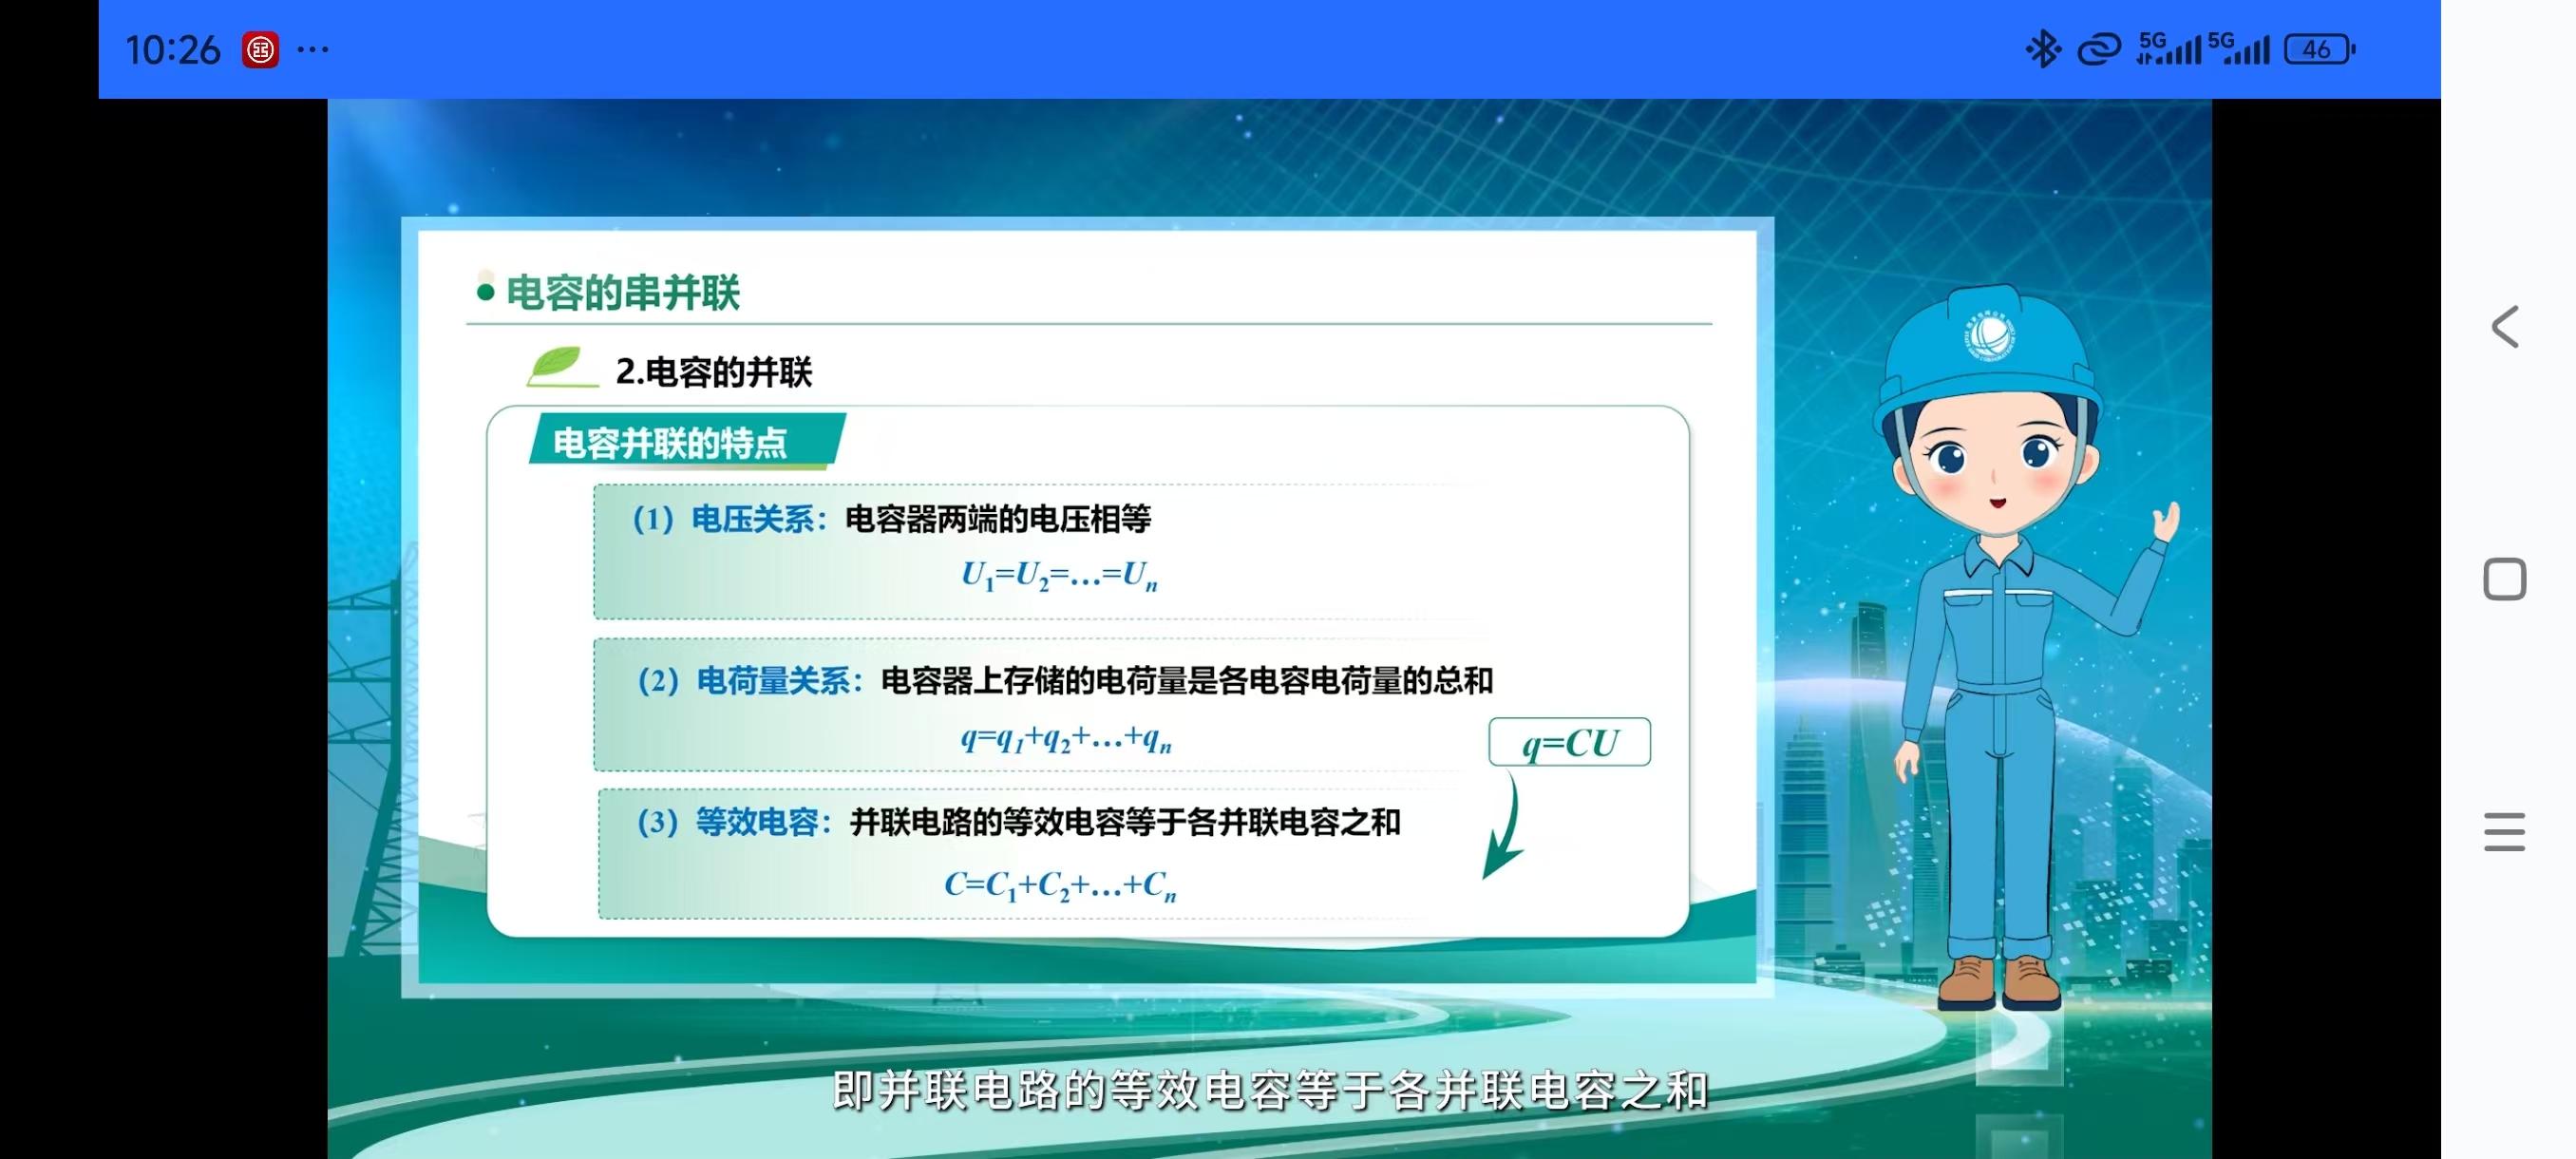 10:26
5G 5G 46
电容的串并联
2.电容的并联
电容并联的特点
（1）电压关系：电容器两端的电压相等
U₁=U₂=…=Uₙ
（2）电荷量关系：电容器上存储的电荷量是各电容电荷量的总和
q=q₁+q₂+…+qₙ
q=CU
（3）等效电容：并联电路的等效电容等于各并联电容之和
C=C₁+C₂+…+Cₙ
即并联电路的等效电容等于各并联电容之和